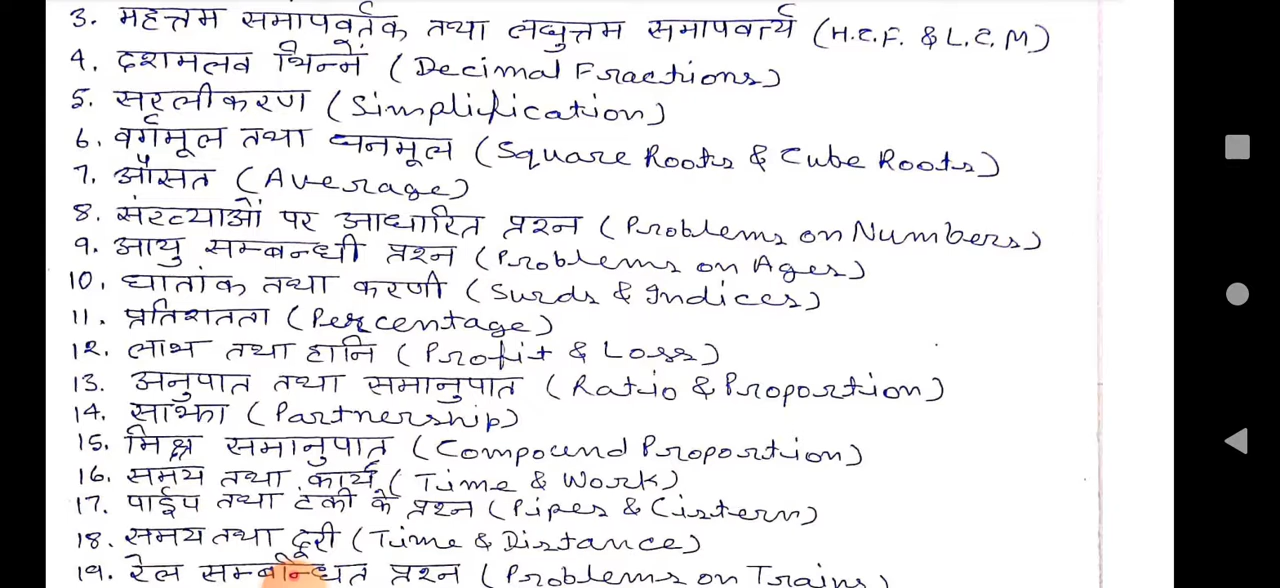 3. महत्तम समापवर्तक तथा लघुत्तम समापवर्त्य (H.C.F. & L.C.M)
4. दशामलव भिन्नें (Decimal Fractions)
5. सरलीकरण (Simplification)
6. वर्गमूल तथा घनमूल (Square Roots & Cube Roots)
7. औसत (Average)
8. संख्याओं पर आधारित प्रश्न (Problems on Numbers)
9. आयु सम्बन्धी प्रश्न (Problems on Ages)
10. घातांक तथा करणी (Surds & Indices)
11. प्रतिशतता (Percentage)
12. लाभ तथा हानि (Profit & Loss)
13. अनुपात तथा समानुपात (Ratio & Proportion)
14. साझा (Partnership)
15. मिश्र समानुपात (Compound Proportion)
16. समय तथा कार्य (Time & Work)
17. पाईप तथा टंकी के प्रश्न (Pipes & Cistern)
18. समय तथा दूरी (Time & Distance)
19. रेल सम्बन्धित प्रश्न (Problems on Trains)